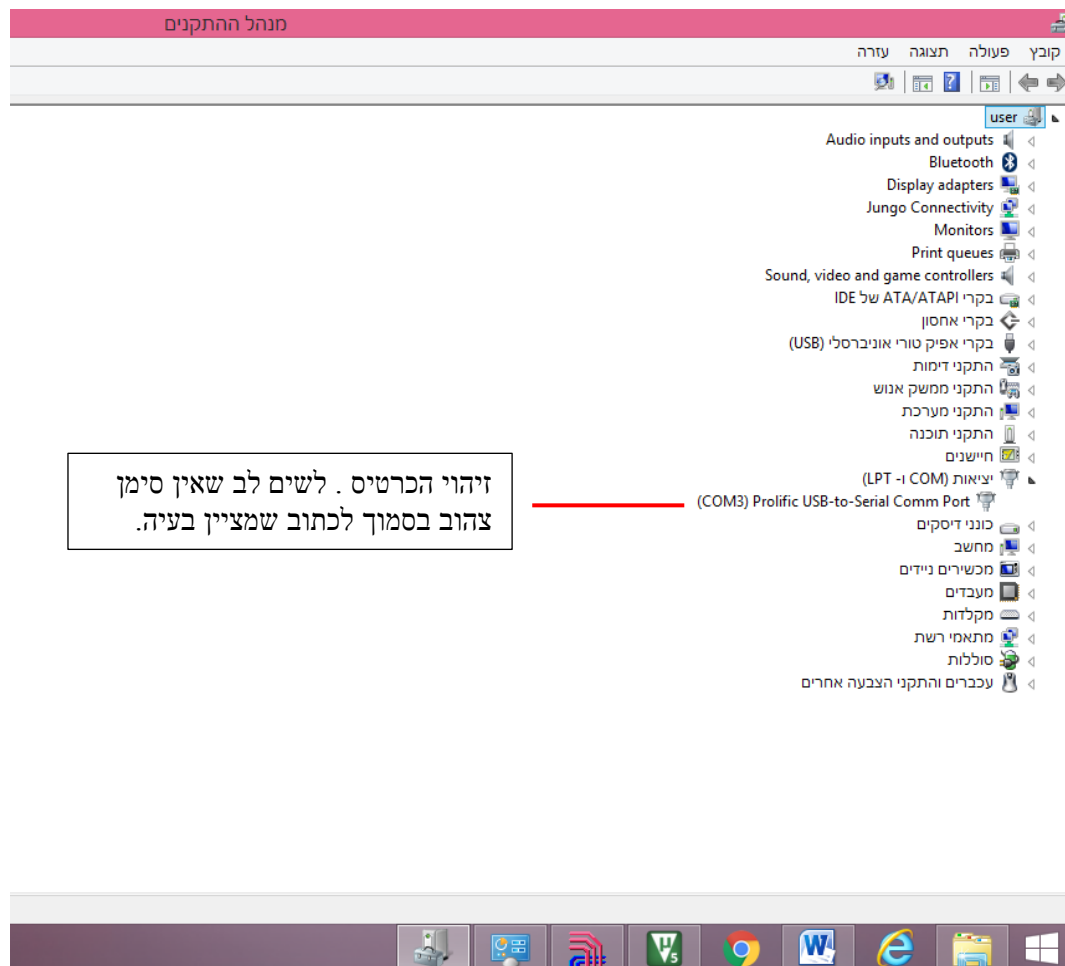 מנהל ההתקנים
קובץ פעולה תצוגה עזרה
user
Audio inputs and outputs
Bluetooth
Display adapters
Jungo Connectivity
Monitors
Print queues
Sound, video and game controllers
בקרי ATA/ATAPI של IDE
בקרי אחסון
בקרי אפיק טורי אוניברסלי (USB)
התקני דימות
התקני ממשק אנוש
התקני מערכת
התקני תוכנה
חיישנים
יציאות (COM ו- LPT)
(COM3) Prolific USB-to-Serial Comm Port
כונני דיסקים
מחשב
מכשירים ניידים
מעבדים
מקלדות
מתאמי רשת
סוללות
עכברים והתקני הצבעה אחרים
זיהוי הכרטיס . לשים לב שאין סימן
צהוב בסמוך לכתוב שמציין בעיה.